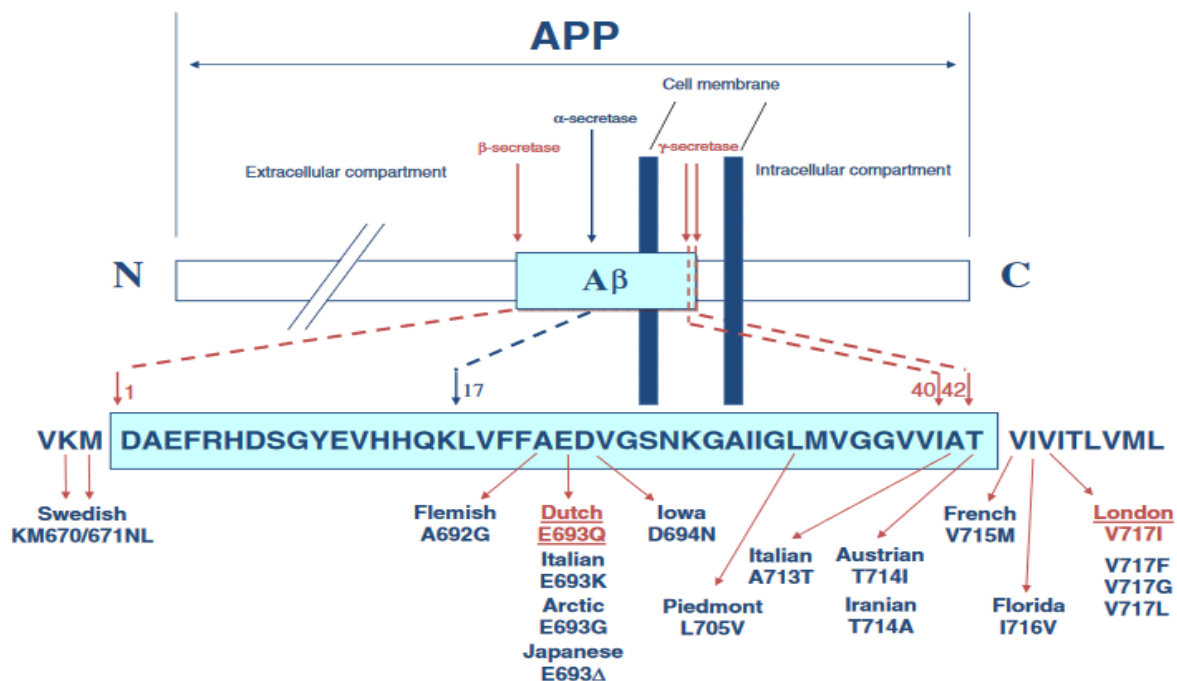 APP
Cell membrane
α-secretase
β-secretase
γ-secretase
Extracellular compartment
Intracellular compartment
N
Aβ
C
1
17
40
42
VKM DAEFRHDSGYEVHHQKLVFFAEDVGSNKGAIIGLMVGGVVIAT VIVITLVML
Swedish
KM670/671NL
Flemish
A692G
Dutch
E693Q
Italian
E693K
Arctic
E693G
Japanese
E693Δ
Iowa
D694N
Piedmont
L705V
Italian
A713T
Austrian
T714I
Iranian
T714A
French
V715M
Florida
I716V
London
V717I
V717F
V717G
V717L